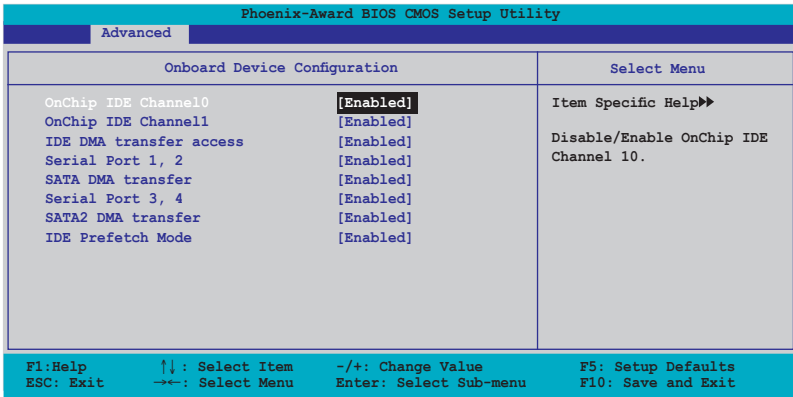 Phoenix-Award BIOS CMOS Setup Utility
Advanced
Onboard Device Configuration
Select Menu
OnChip IDE Channel0 [Enabled]
OnChip IDE Channel1 [Enabled]
IDE DMA transfer access [Enabled]
Serial Port 1, 2 [Enabled]
SATA DMA transfer [Enabled]
Serial Port 3, 4 [Enabled]
SATA2 DMA transfer [Enabled]
IDE Prefetch Mode [Enabled]
Item Specific Help▶▶
Disable/Enable OnChip IDE
Channel 10.
F1:Help ↑↓: Select Item -/+: Change Value F5: Setup Defaults
ESC: Exit →←: Select Menu Enter: Select Sub-menu F10: Save and Exit